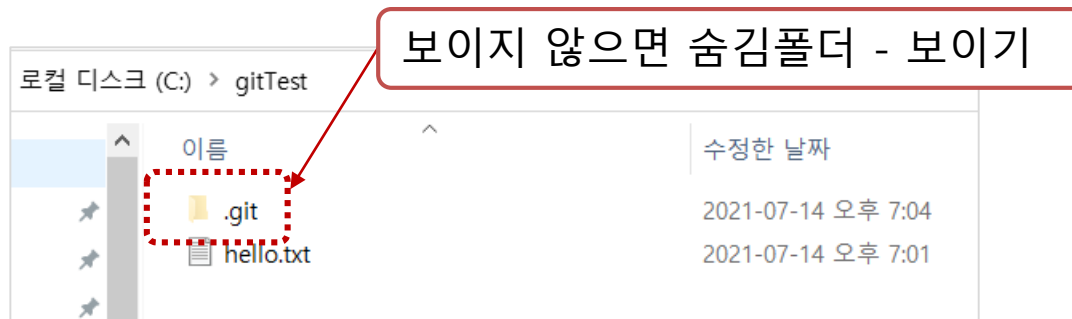 보이지 않으면 숨김폴더 - 보이기
로컬 디스크 (C:) > gitTest
이름 수정한 날짜
.git 2021-07-14 오후 7:04
hello.txt 2021-07-14 오후 7:01